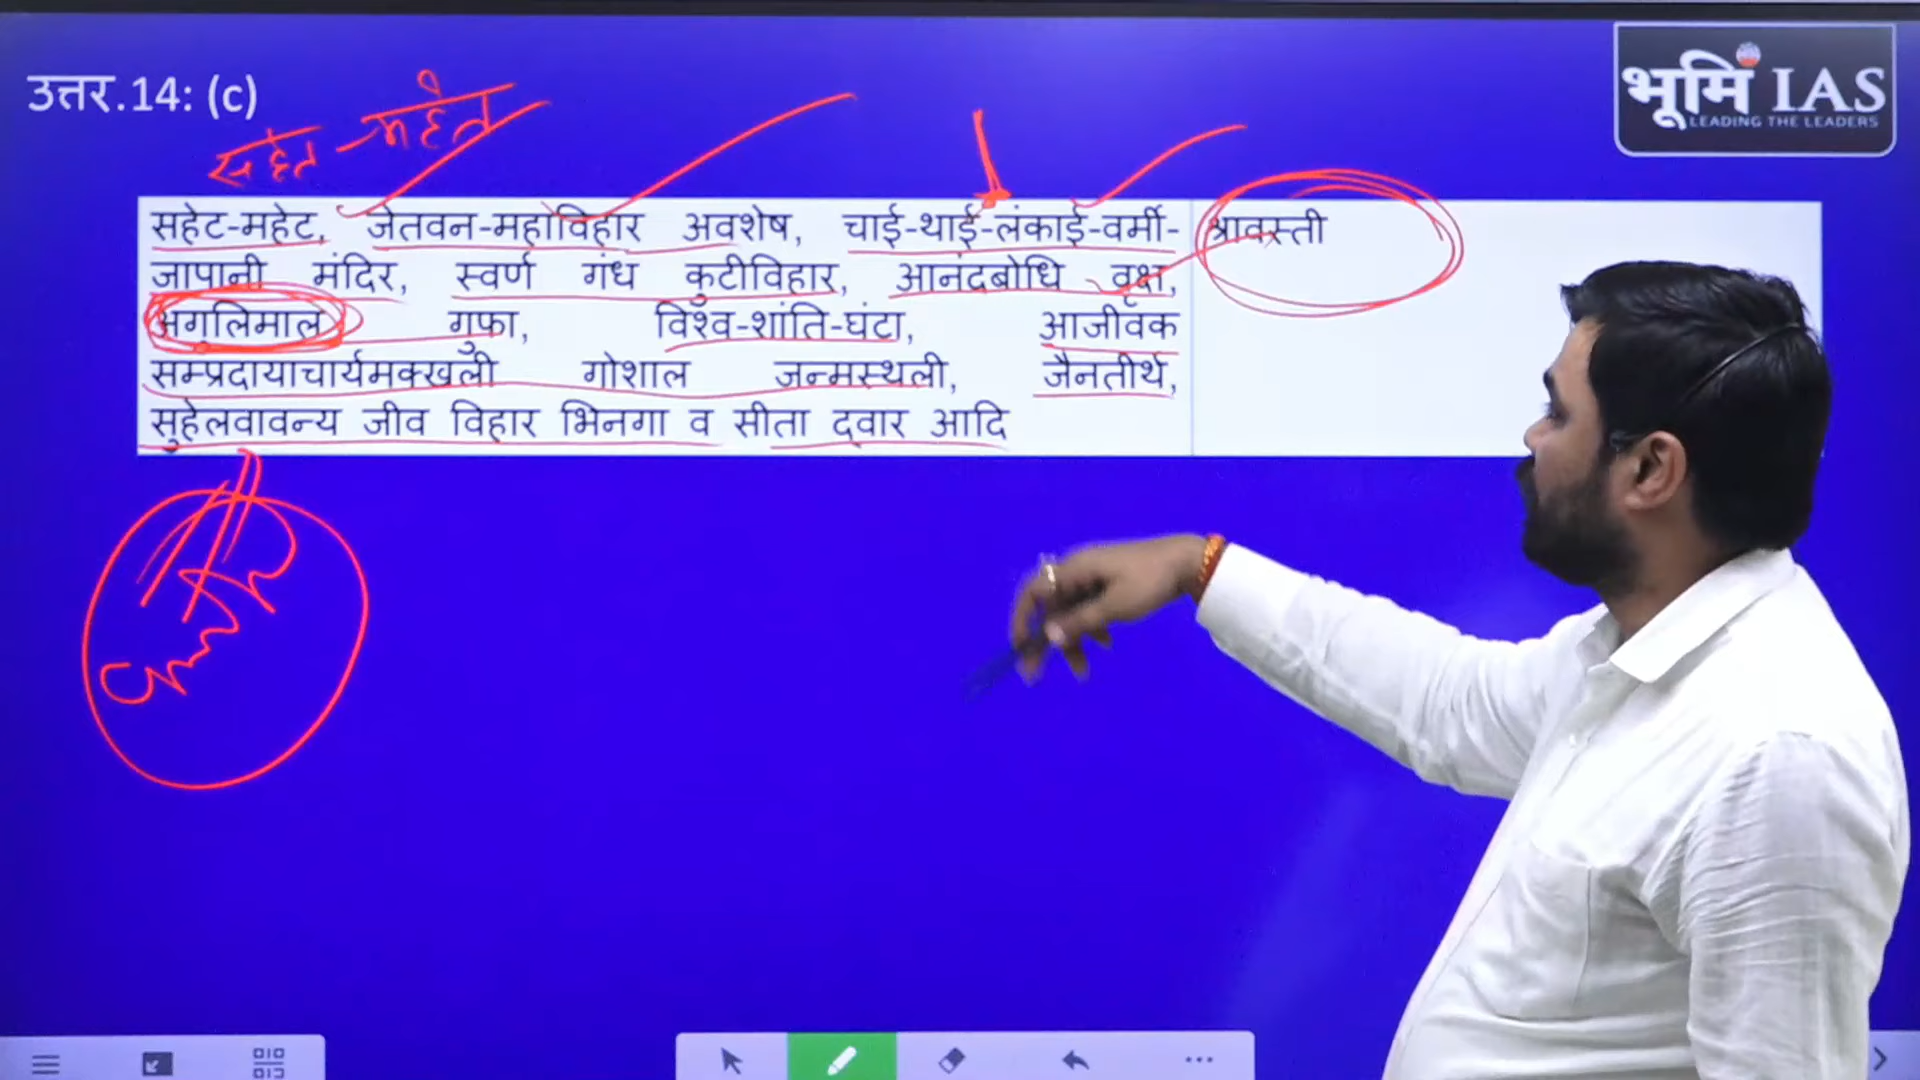 उत्तर.14: (c)
भूमि IAS
LEADING THE LEADERS
सहेत-महेत
सहेट-महेट, जेतवन-महाविहार अवशेष, चाई-थाई-लंकाई-वर्मी-
श्रावस्ती
जापानी मंदिर, स्वर्ण गंध कुटीविहार, आनंदबोधि वृक्ष,
अंगुलिमाल गुफा, विश्व-शांति-घंटा, आजीवक
सम्प्रदायाचार्यमक्खली गोशाल जन्मस्थली, जैनतीर्थ,
सुहेलवावन्य जीव विहार भिनगा व सीता द्वार आदि